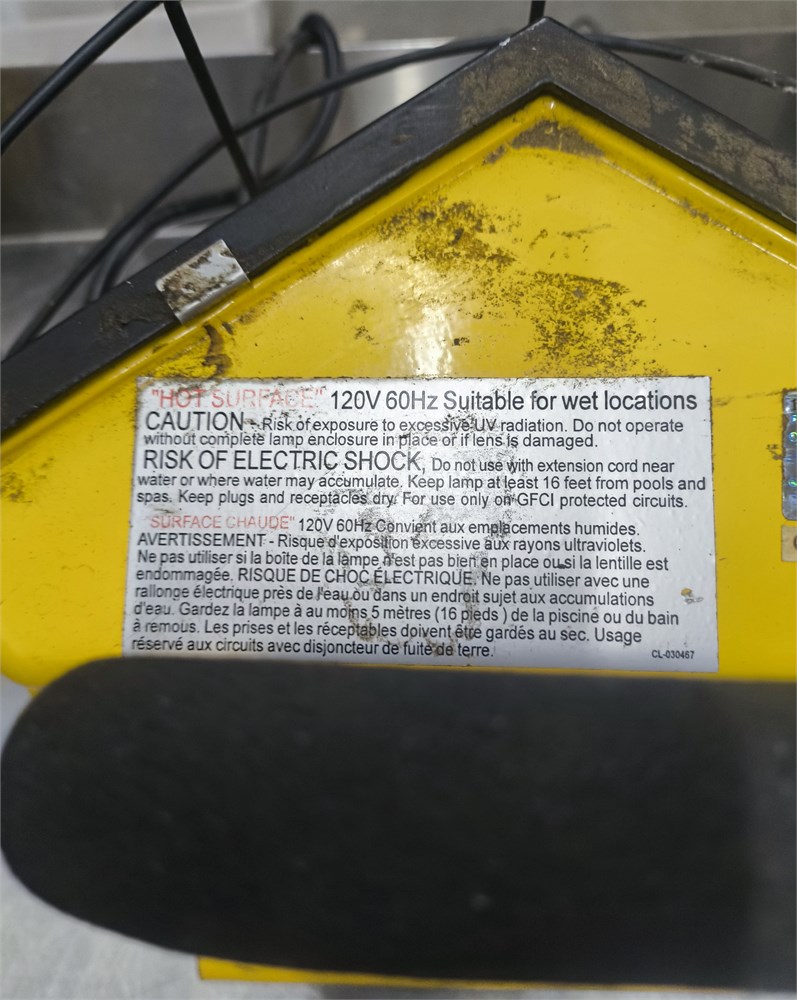 "HOT SURFACE" 120V 60Hz Suitable for wet locations
CAUTION - Risk of exposure to excessive UV radiation. Do not operate
without complete lamp enclosure in place or if lens is damaged.
RISK OF ELECTRIC SHOCK, Do not use with extension cord near
water or where water may accumulate. Keep lamp at least 16 feet from pools and
spas. Keep plugs and receptacles dry. For use only on GFCI protected circuits.
"SURFACE CHAUDE" 120V 60Hz Convient aux emplacements humides.
AVERTISSEMENT - Risque d'exposition excessive aux rayons ultraviolets.
Ne pas utiliser si la boîte de la lampe n'est pas bien en place ou si la lentille est
endommagée. RISQUE DE CHOC ÉLECTRIQUE. Ne pas utiliser avec une
rallonge électrique près de l'eau ou dans un endroit sujet aux accumulations
d'eau. Gardez la lampe à au moins 5 mètres (16 pieds ) de la piscine ou du bain
à remous. Les prises et les réceptables doivent être gardés au sec. Usage
réservé aux circuits avec disjoncteur de fuite de terre.
CL-030467